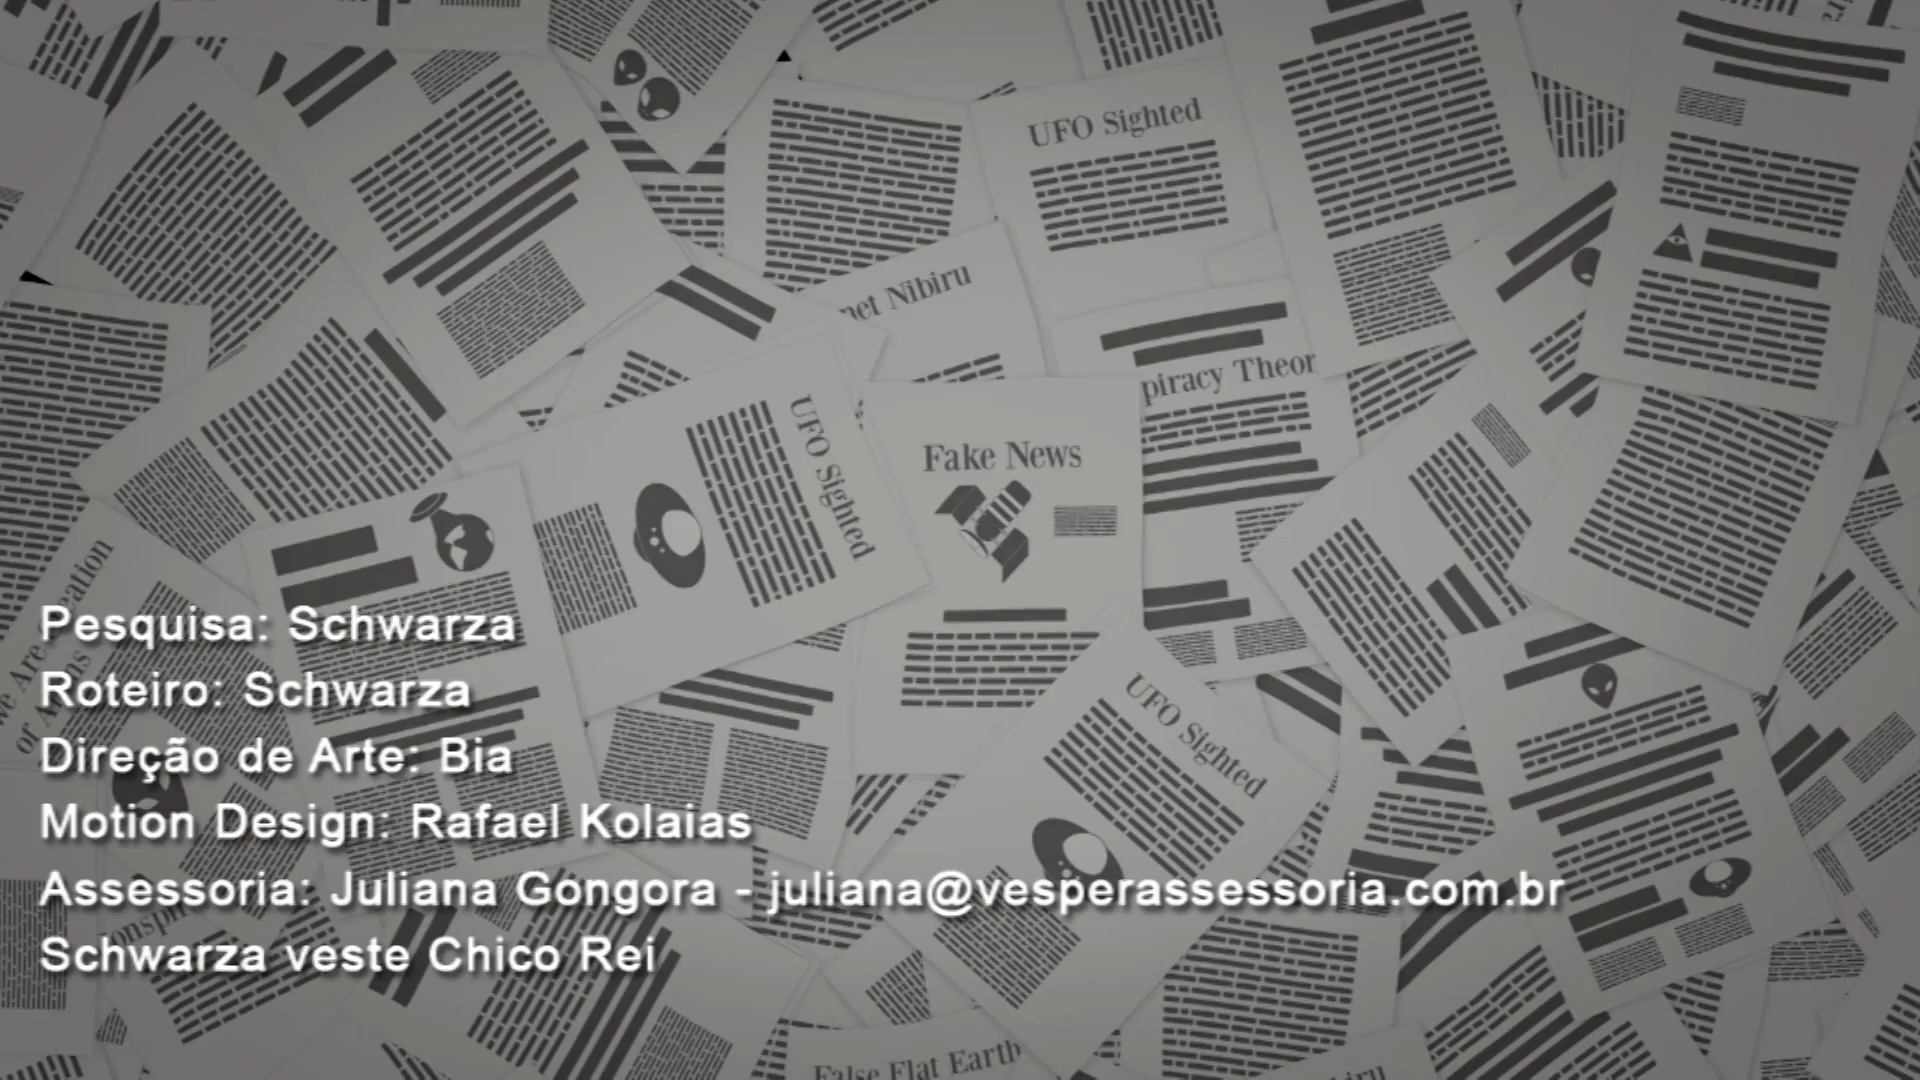 UFO Sighted
net Nibiru
piracy Theor
UFO Sighted
Fake News
UFO Sighted
Pesquisa: Schwarza
Roteiro: Schwarza
Direção de Arte: Bia
Motion Design: Rafael Kolaias
Assessoria: Juliana Gongora - juliana@vesperassessoria.com.br
Schwarza veste Chico Rei
False Flat Earth